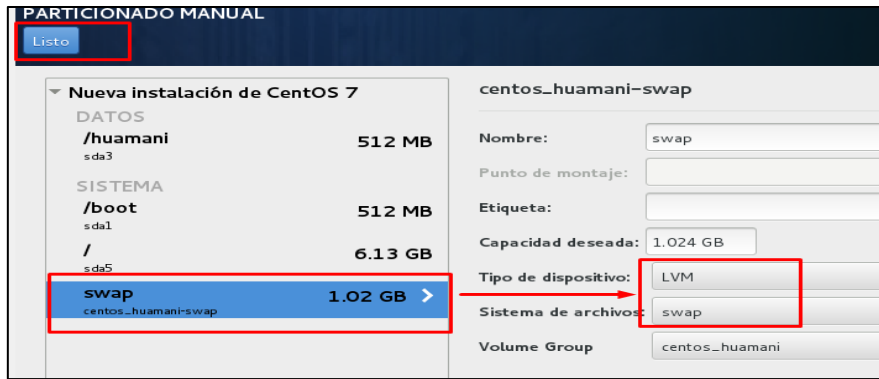 PARTICIONADO MANUAL
Listo
Nueva instalación de CentOS 7
DATOS
/huamani 512 MB
sda3
SISTEMA
/boot 512 MB
sda1
/ 6.13 GB
sda5
swap 1.02 GB
centos_huamani-swap
centos_huamani-swap
Nombre: swap
Punto de montaje:
Etiqueta:
Capacidad deseada: 1.024 GB
Tipo de dispositivo: LVM
Sistema de archivos: swap
Volume Group centos_huamani